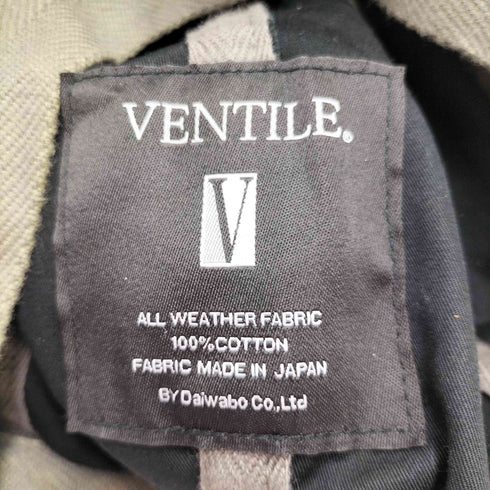 VENTILE®
V
ALL WEATHER FABRIC
100%COTTON
FABRIC MADE IN JAPAN
BY Daiwabo Co.,Ltd